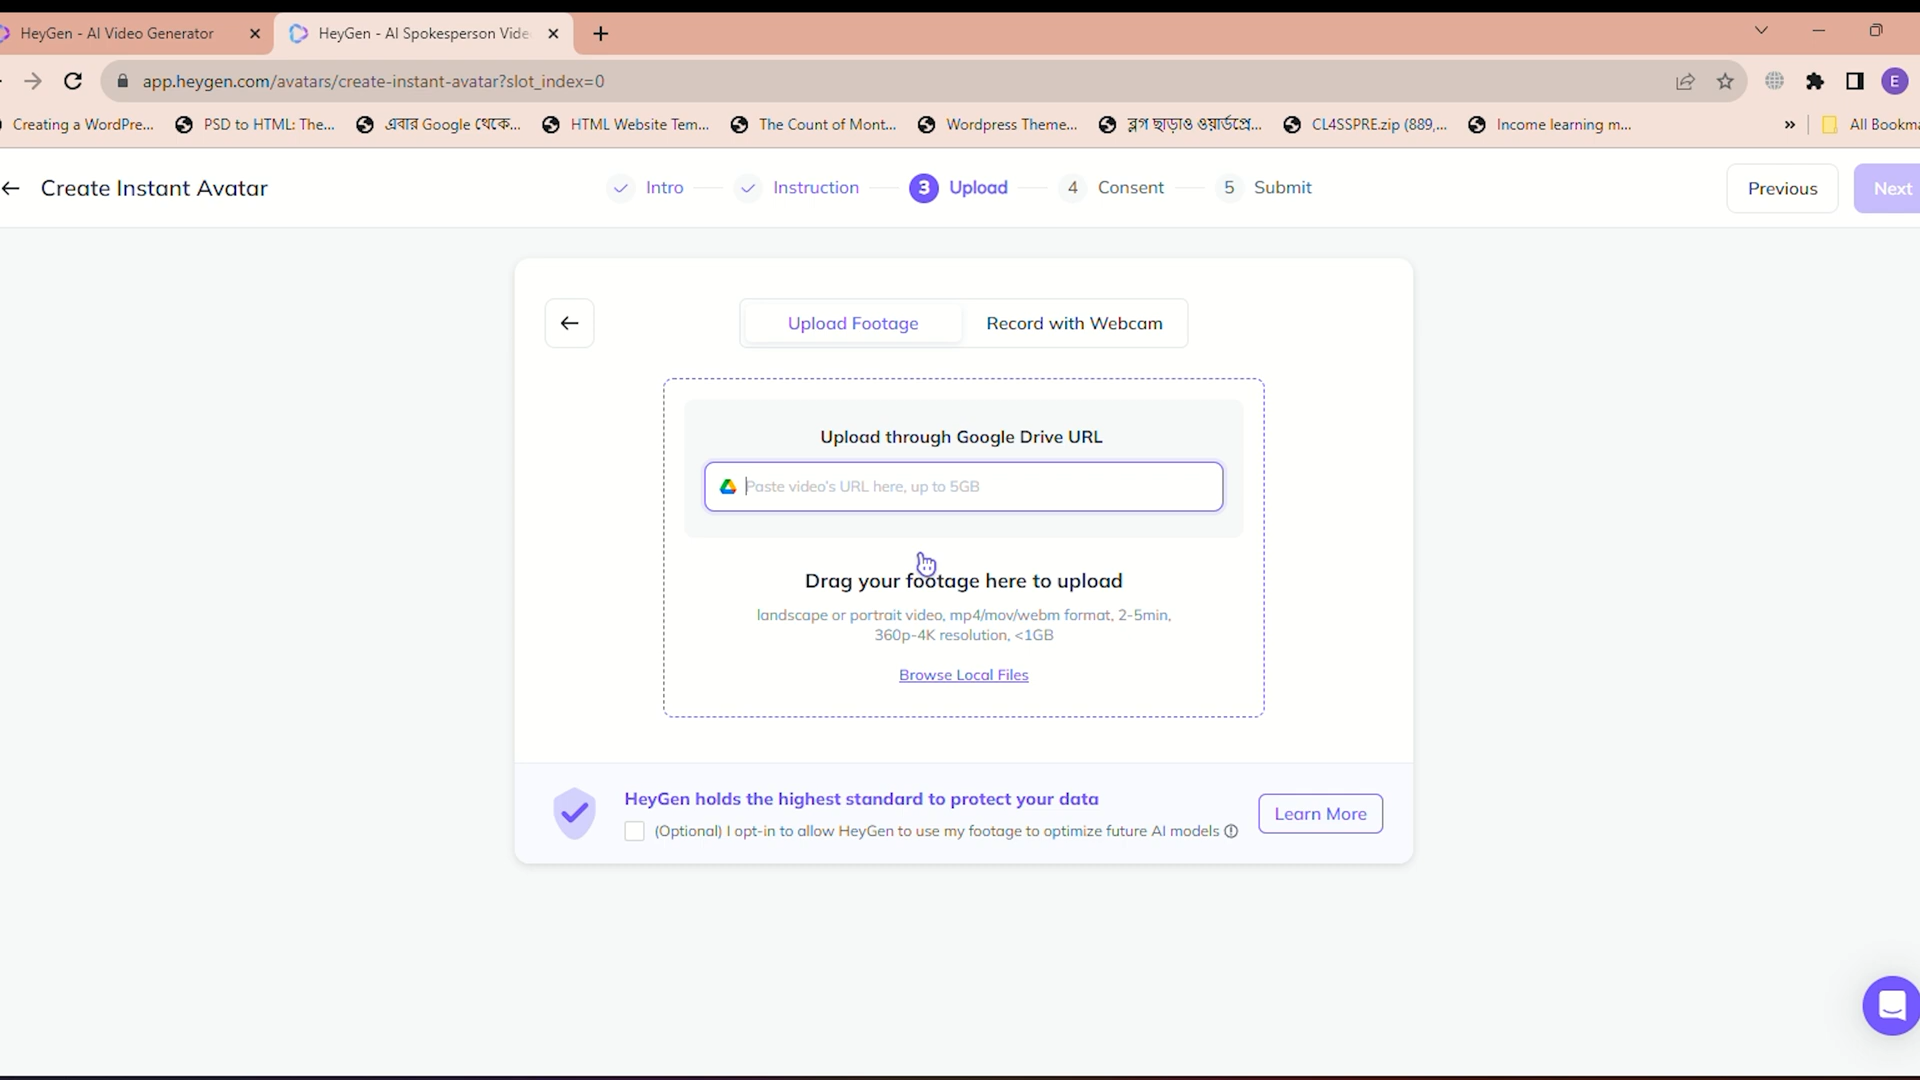 HeyGen - AI Video Generator
HeyGen - AI Spokesperson Vide
app.heygen.com/avatars/create-instant-avatar?slot_index=0
E
Creating a WordPre...
PSD to HTML: The...
এবার Google থেকে...
HTML Website Tem...
The Count of Mont...
Wordpress Theme...
ব্লগ ছাড়াও ওয়ার্ডপ্রে...
CL4SSPRE.zip (889,...
Income learning m...
»
All Bookma
Create Instant Avatar
Intro
Instruction
3 Upload
4 Consent
5 Submit
Previous
Next
Upload Footage
Record with Webcam
Upload through Google Drive URL
Paste video's URL here, up to 5GB
Drag your footage here to upload
landscape or portrait video, mp4/mov/webm format, 2-5min,
360p-4K resolution, <1GB
Browse Local Files
HeyGen holds the highest standard to protect your data
(Optional) I opt-in to allow HeyGen to use my footage to optimize future AI models
Learn More